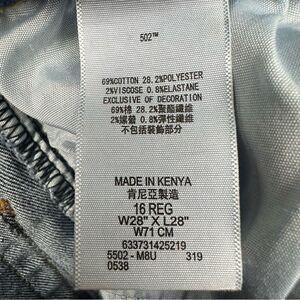 502™
69%COTTON 28.2%POLYESTER
2%VISCOSE 0.8%ELASTANE
EXCLUSIVE OF DECORATION
69%棉 28.2%聚酯纖維
2%嫘縈 0.8%彈性纖維
不包括裝飾部分
MADE IN KENYA
肯尼亞製造
16 REG
W28" X L28"
W71 CM
633731425219
5502 - M8U 319
0538